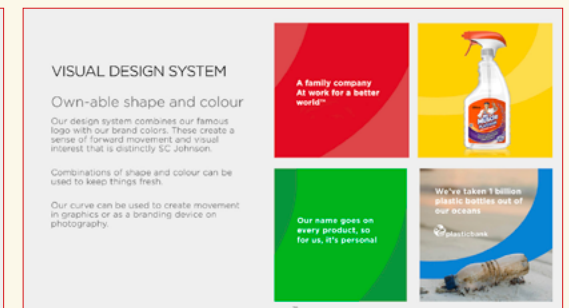 VISUAL DESIGN SYSTEM
Own-able shape and colour
Our design system combines our famous
logo with our brand colors. These create a
sense of forward movement and visual
interest that is distinctly SC Johnson.
Combinations of shape and colour can be
used to keep things fresh.
Our curve can be used to create movement
in graphics or as a branding device on
photography.
A family company
At work for a better
world™
MUSCLE
Our name goes on
every product, so
for us, it's personal
We've taken 1 billion
plastic bottles out of
our oceans
plasticbank